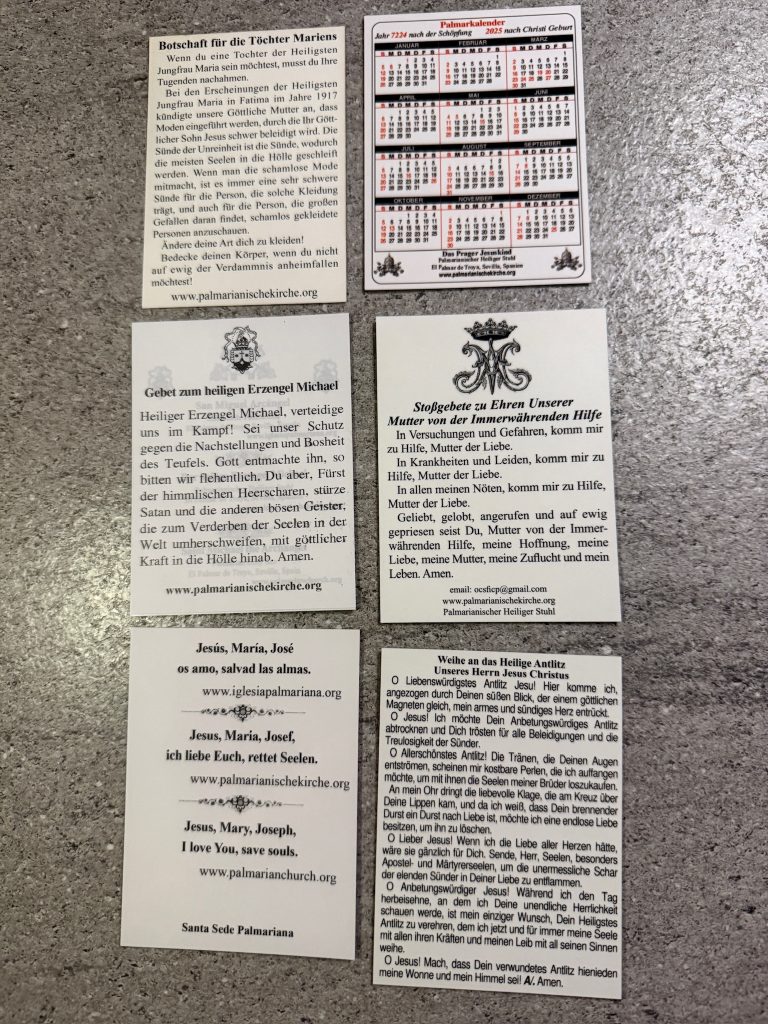 Botschaft für die Töchter Mariens
Wenn du eine Tochter der Heiligsten
Jungfrau Maria sein möchtest, musst du Ihre
Tugenden nachahmen.
Bei den Erscheinungen der Heiligsten
Jungfrau Maria in Fatima im Jahre 1917
kündigte unsere Göttliche Mutter an, dass
Moden eingeführt werden, durch die Ihr Gött-
licher Sohn Jesus schwer beleidigt wird. Die
Sünde der Unreinheit ist die Sünde, wodurch
die meisten Seelen in die Hölle geschleift
werden. Wenn man die schamlose Mode
mitmacht, ist es immer eine sehr schwere
Sünde für die Person, die solche Kleidung
trägt, und auch für die Person, die großen
Gefallen daran findet, schamlos gekleidete
Personen anzuschauen.
Ändere deine Art dich zu kleiden!
Bedecke deinen Körper, wenn du nicht
auf ewig der Verdammnis anheimfallen
möchtest!
www.palmarianischekirche.org
Palmarkalender
Jahr 7224 nach der Schöpfung 2025 nach Christi Geburt
JANUAR FEBRUAR MÄRZ
S M D M D F S S M D M D F S S M D M D F S
APRIL MAI JUNI
JULI AUGUST SEPTEMBER
S M D M D F S S M D M D F S S M D M D F S
OKTOBER NOVEMBER DEZEMBER
S M D M D F S S M D M D F S S M D M D F S
Das Prager Jesuskind
Palmarianischer Heiliger Stuhl
El Palmar de Troya, Sevilla, Spanien
www.palmarianischekirche.org
Gebet zum heiligen Erzengel Michael
Heiliger Erzengel Michael, verteidige
uns im Kampf! Sei unser Schutz
gegen die Nachstellungen und Bosheit
des Teufels. Gott entmachte ihn, so
bitten wir flehentlich. Du aber, Fürst
der himmlischen Heerscharen, stürze
Satan und die anderen bösen Geister,
die zum Verderben der Seelen in der
Welt umherschweifen, mit göttlicher
Kraft in die Hölle hinab. Amen.
www.palmarianischekirche.org
Stoßgebete zu Ehren Unserer
Mutter von der Immerwährenden Hilfe
In Versuchungen und Gefahren, komm mir
zu Hilfe, Mutter der Liebe.
In Krankheiten und Leiden, komm mir zu
Hilfe, Mutter der Liebe.
In allen meinen Nöten, komm mir zu Hilfe,
Mutter der Liebe.
Geliebt, gelobt, angerufen und auf ewig
gepriesen seist Du, Mutter von der Immer-
währenden Hilfe, meine Hoffnung, meine
Liebe, meine Mutter, meine Zuflucht und mein
Leben. Amen.
email: ocsficp@gmail.com
www.palmarianischekirche.org
Palmarianischer Heiliger Stuhl
Jesús, María, José
os amo, salvad las almas.
www.iglesiapalmariana.org
Jesus, Maria, Josef,
ich liebe Euch, rettet Seelen.
www.palmarianischekirche.org
Jesus, Mary, Joseph,
I love You, save souls.
www.palmarianchurch.org
Santa Sede Palmariana
Weihe an das Heilige Antlitz
Unseres Herrn Jesus Christus
O Liebenswürdigstes Antlitz Jesu! Hier komme ich,
angezogen durch Deinen süßen Blick, der einem göttlichen
Magneten gleich, mein armes und sündiges Herz entrückt.
O Jesus! Ich möchte Dein Anbetungswürdiges Antlitz
abtrocknen und Dich trösten für alle Beleidigungen und die
Treulosigkeit der Sünder.
O Allerschönstes Antlitz! Die Tränen, die Deinen Augen
entströmen, scheinen mir kostbare Perlen, die ich auffangen
möchte, um mit ihnen die Seelen meiner Brüder loszukaufen.
An mein Ohr dringt die liebevolle Klage, die am Kreuz über
Deine Lippen kam, und da ich weiß, dass Dein brennender
Durst ein Durst nach Liebe ist, möchte ich eine endlose Liebe
besitzen, um ihn zu löschen.
O Lieber Jesus! Wenn ich die Liebe aller Herzen hätte,
wäre sie gänzlich für Dich. Sende, Herr, Seelen, besonders
Apostel- und Märtyrerseelen, um die unermessliche Schar
der elenden Sünder in Deiner Liebe zu entflammen.
O Anbetungswürdiger Jesus! Während ich den Tag
herbeisehne, an dem ich Deine unendliche Herrlichkeit
schauen werde, ist mein einziger Wunsch, Dein Heiligstes
Antlitz zu verehren, dem ich jetzt und für immer meine Seele
mit allen ihren Kräften und meinen Leib mit all seinen Sinnen
weihe.
O Jesus! Mach, dass Dein verwundetes Antlitz hienieden
meine Wonne und mein Himmel sei! A/. Amen.